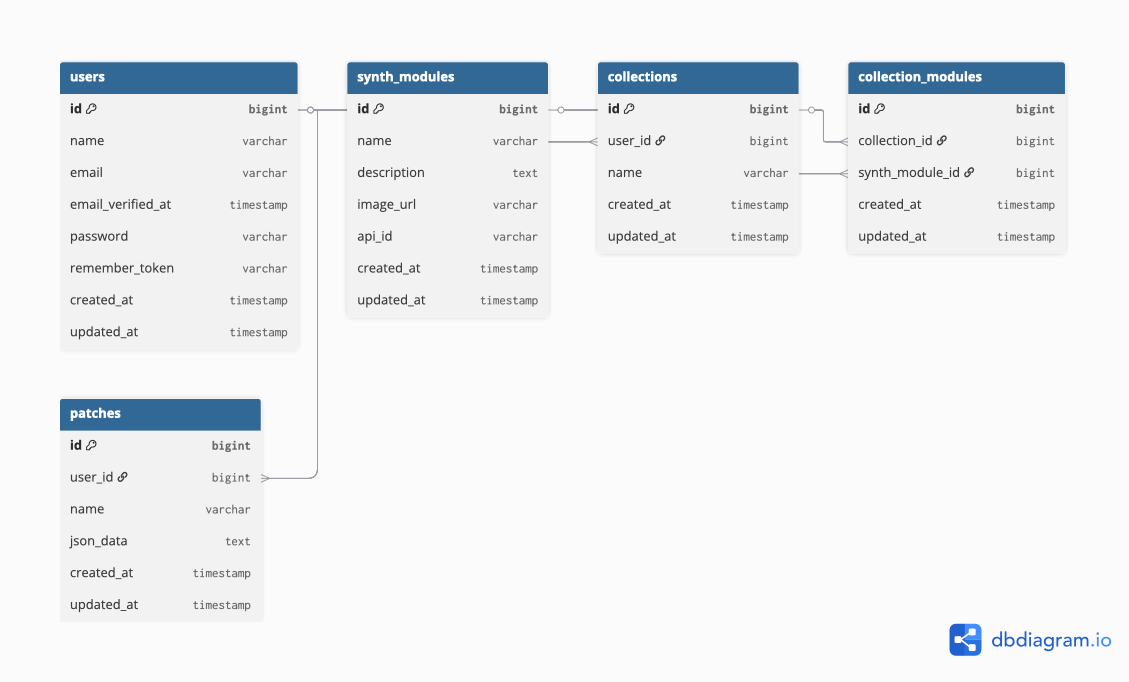 users
id bigint
name varchar
email varchar
email_verified_at timestamp
password varchar
remember_token varchar
created_at timestamp
updated_at timestamp
synth_modules
id bigint
name varchar
description text
image_url varchar
api_id varchar
created_at timestamp
updated_at timestamp
collections
id bigint
user_id bigint
name varchar
created_at timestamp
updated_at timestamp
collection_modules
id bigint
collection_id bigint
synth_module_id bigint
created_at timestamp
updated_at timestamp
patches
id bigint
user_id bigint
name varchar
json_data text
created_at timestamp
updated_at timestamp
dbdiagram.io